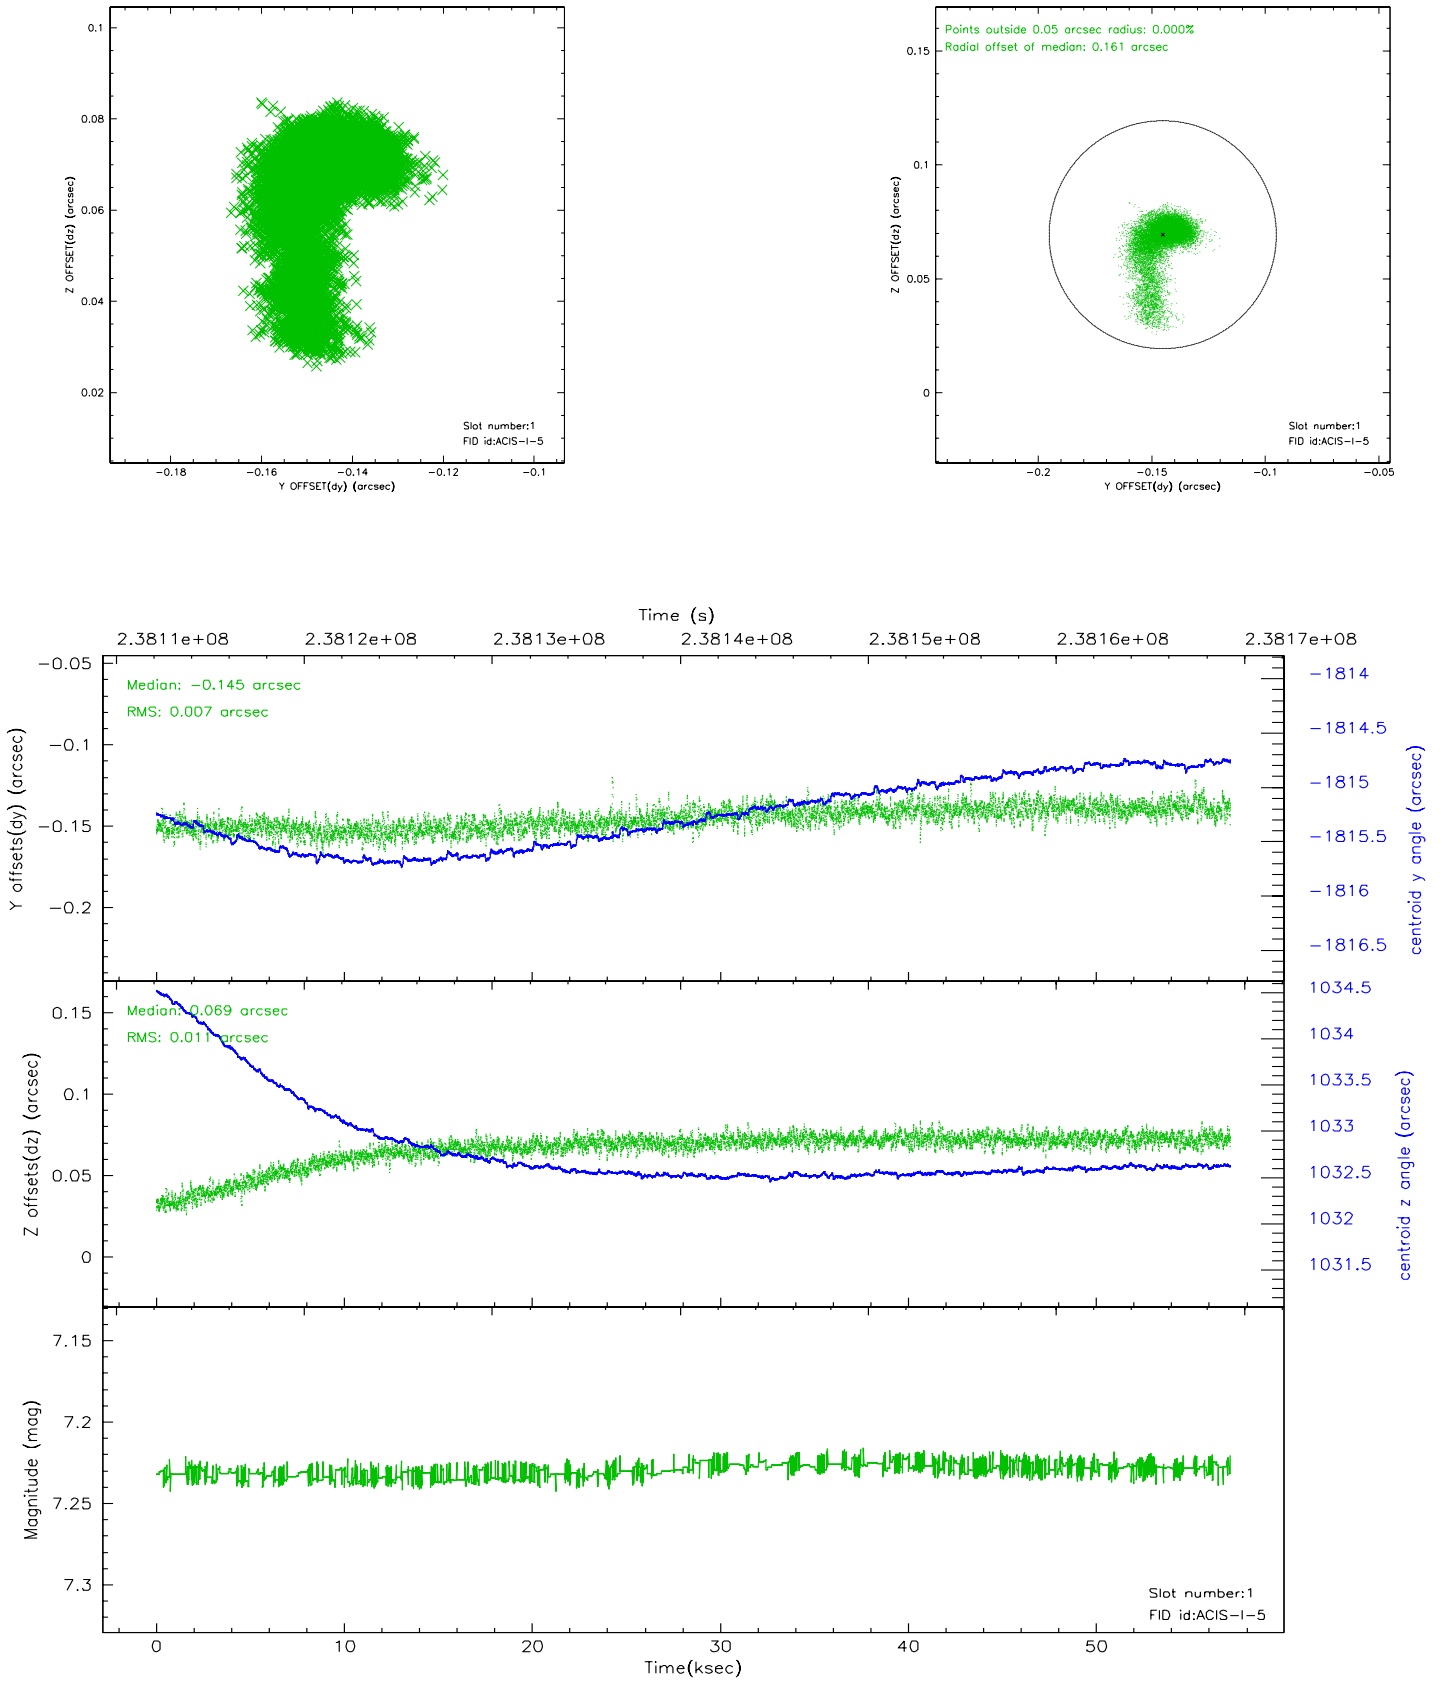 0.1
0.08
0.06
0.04
0.02
Z OFFSET(dz) (arcsec)
Slot number:1
FID id:ACIS-I-5
-0.18 -0.16 -0.14 -0.12 -0.1
Y OFFSET(dy) (arcsec)
Points outside 0.05 arcsec radius: 0.000%
Radial offset of median: 0.161 arcsec
0.15
0.1
0.05
0
Z OFFSET(dz) (arcsec)
Slot number:1
FID id:ACIS-I-5
-0.2 -0.15 -0.1 -0.05
Y OFFSET(dy) (arcsec)
Time (s)
2.3811e+08 2.3812e+08 2.3813e+08 2.3814e+08 2.3815e+08 2.3816e+08 2.3817e+08
-0.05
-0.1
-0.15
-0.2
Y offsets(dy) (arcsec)
Median: -0.145 arcsec
RMS: 0.007 arcsec
-1814
-1814.5
-1815
-1815.5
-1816
-1816.5
centroid y angle (arcsec)
0.15
0.1
0.05
0
Z offsets(dz) (arcsec)
Median: 0.069 arcsec
RMS: 0.011 arcsec
1034.5
1034
1033.5
1033
1032.5
1032
1031.5
centroid z angle (arcsec)
7.15
7.2
7.25
7.3
Magnitude (mag)
Slot number:1
FID id:ACIS-I-5
0 10 20 30 40 50
Time(ksec)